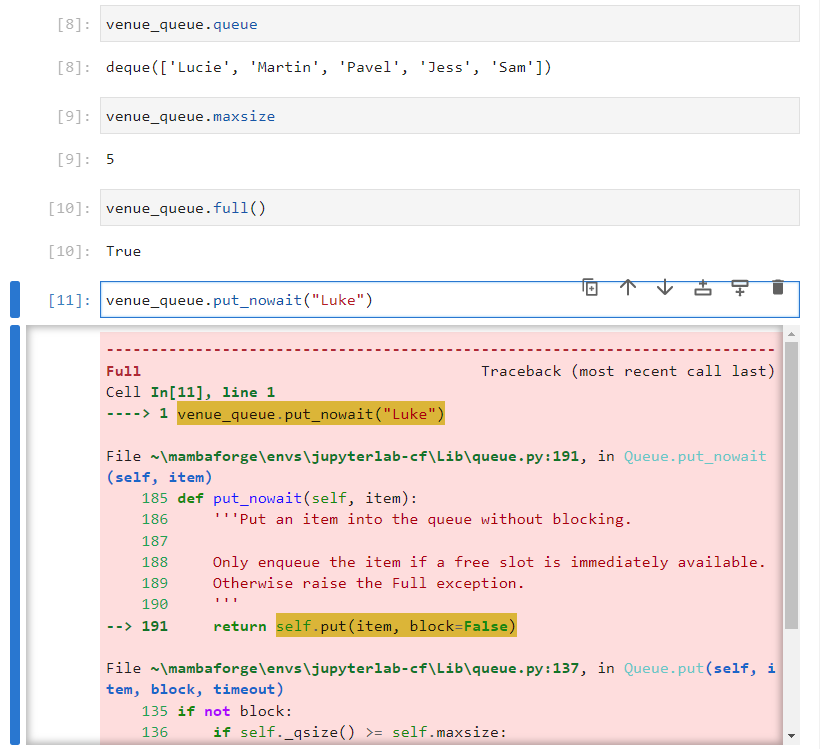 [8]: venue_queue.queue
[8]: deque(['Lucie', 'Martin', 'Pavel', 'Jess', 'Sam'])
[9]: venue_queue.maxsize
[9]: 5
[10]: venue_queue.full()
[10]: True
[11]: venue_queue.put_nowait("Luke")
---------------------------------------------------------------------------
Full Traceback (most recent call last)
Cell In[11], line 1
----> 1 venue_queue.put_nowait("Luke")
File ~\mambaforge\envs\jupyterlab-cf\Lib\queue.py:191, in Queue.put_nowait
(self, item)
185 def put_nowait(self, item):
186 '''Put an item into the queue without blocking.
187
188 Only enqueue the item if a free slot is immediately available.
189 Otherwise raise the Full exception.
190 '''
--> 191 return self.put(item, block=False)
File ~\mambaforge\envs\jupyterlab-cf\Lib\queue.py:137, in Queue.put(self, i
tem, block, timeout)
135 if not block:
136 if self._qsize() >= self.maxsize: